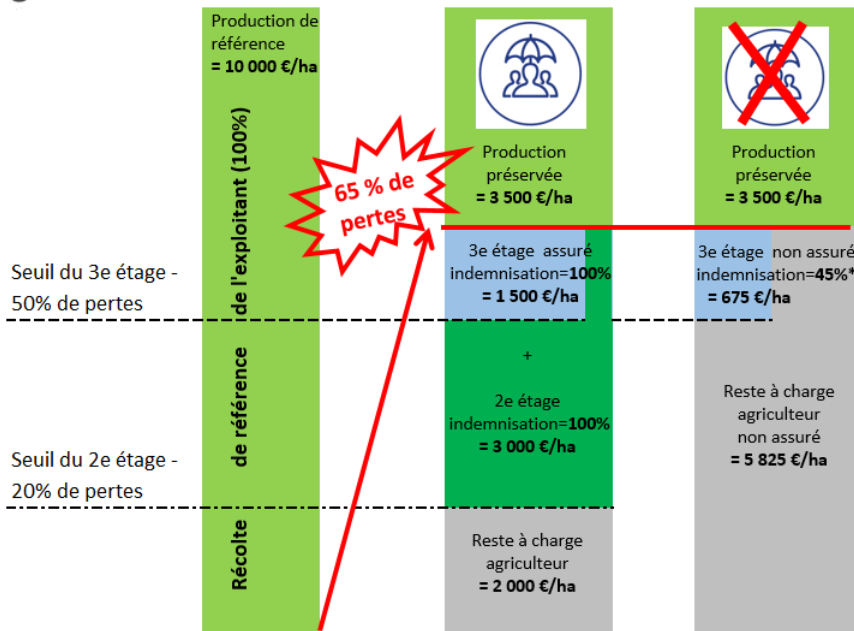 Production de
référence
= 10 000 €/ha
Récolte de référence de l'exploitant (100%)
65 % de
pertes
Production
préservée
= 3 500 €/ha
Production
préservée
= 3 500 €/ha
Seuil du 3e étage -
50% de pertes
3e étage assuré
indemnisation=100%
= 1 500 €/ha
3e étage non assuré
indemnisation=45%*
= 675 €/ha
+
2e étage
indemnisation=100%
= 3 000 €/ha
Reste à charge
agriculteur
non assuré
= 5 825 €/ha
Seuil du 2e étage -
20% de pertes
Reste à charge
agriculteur
= 2 000 €/ha